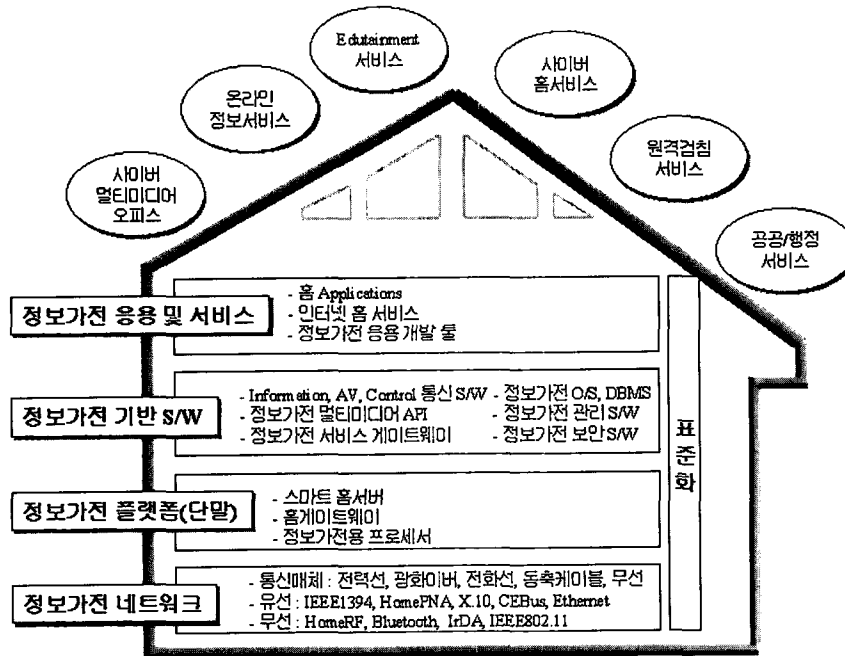 Edutainment
서비스
사이버
홈서비스
온라인
정보서비스
원격검침
서비스
사이버
멀티미디어
오피스
공공/행정
서비스
정보가전 응용 및 서비스
- 홈 Applications
- 인터넷 홈 서비스
- 정보가전 응용 개발 툴
정보가전 기반 S/W
- Information, AV, Control 통신 S/W - 정보가전 O/S, DBMS
- 정보가전 멀티미디어 API - 정보가전 관리 S/W
- 정보가전 서비스 게이트웨이 - 정보가전 보안 S/W
표
준
화
정보가전 플랫폼(단말)
- 스마트 홈서버
- 홈게이트웨이
- 정보가전용 프로세서
정보가전 네트워크
- 통신매체 : 전력선, 광화이버, 전화선, 동축케이블, 무선
- 유선 : IEEE1394, HomePNA, X.10, CEBus, Ethernet
- 무선 : HomeRF, Bluetooth, IrDA, IEEE802.11